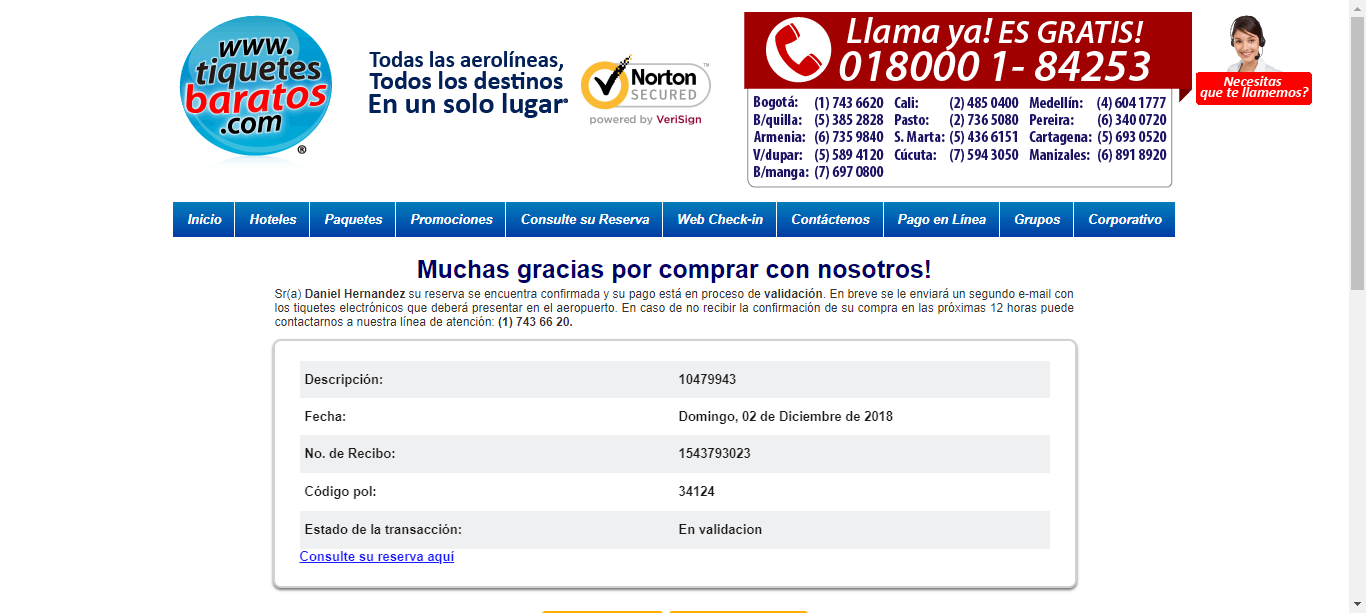 www.
tiquetes
baratos
.com
®
Todas las aerolíneas,
Todos los destinos
En un solo lugar®
Norton
SECURED
TM
powered by VeriSign
Llama ya! ES GRATIS!
018000 1- 84253
Bogotá: (1) 743 6620 Cali: (2) 485 0400 Medellín: (4) 604 1777
B/quilla: (5) 385 2828 Pasto: (2) 736 5080 Pereira: (6) 340 0720
Armenia: (6) 735 9840 S. Marta: (5) 436 6151 Cartagena: (5) 693 0520
V/dupar: (5) 589 4120 Cúcuta: (7) 594 3050 Manizales: (6) 891 8920
B/manga: (7) 697 0800
Necesitas
que te llamemos?
Inicio Hoteles Paquetes Promociones Consulte su Reserva Web Check-in Contáctenos Pago en Línea Grupos Corporativo
Muchas gracias por comprar con nosotros!
Sr(a) Daniel Hernandez su reserva se encuentra confirmada y su pago está en proceso de validación. En breve se le enviará un segundo e-mail con
los tiquetes electrónicos que deberá presentar en el aeropuerto. En caso de no recibir la confirmación de su compra en las próximas 12 horas puede
contactarnos a nuestra línea de atención: (1) 743 66 20.
Descripción: 10479943
Fecha: Domingo, 02 de Diciembre de 2018
No. de Recibo: 1543793023
Código pol: 34124
Estado de la transacción: En validacion
Consulte su reserva aquí